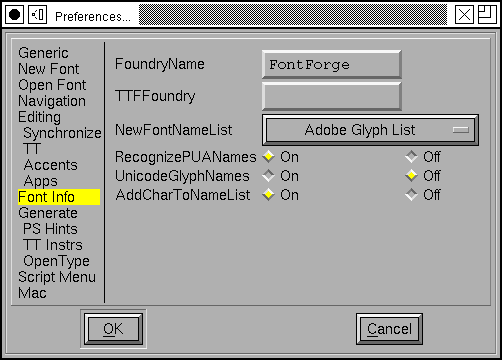 Preferences...
Generic
New Font
Open Font
Navigation
Editing
Synchronize
TT
Accents
Apps
Font Info
Generate
PS Hints
TT Instrs
OpenType
Script Menu
Mac
FoundryName FontForge
TTFFoundry
NewFontNameList Adobe Glyph List
RecognizePUANames On Off
UnicodeGlyphNames On Off
AddCharToNameList On Off
OK Cancel